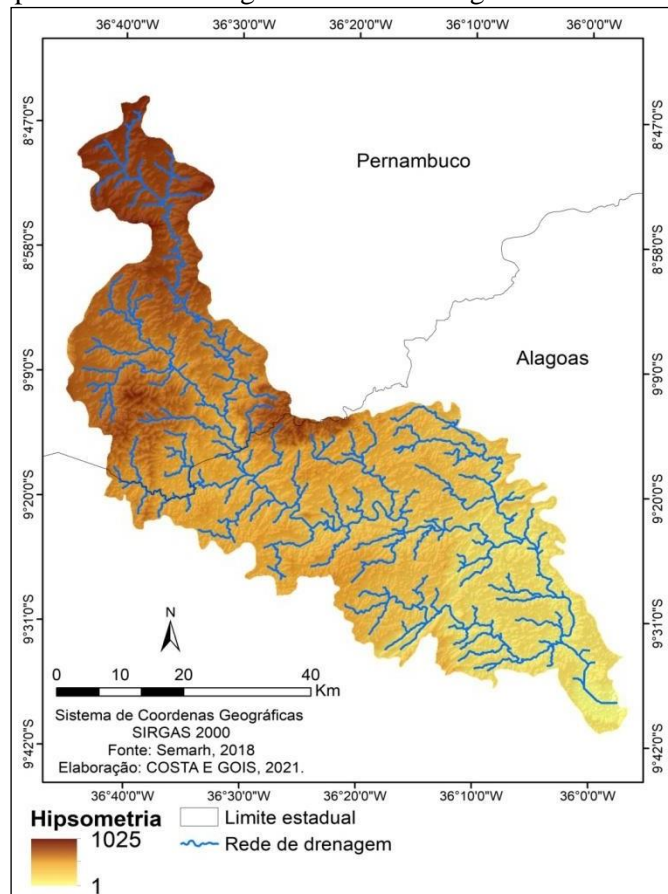 36°40'0"W 36°30'0"W 36°20'0"W 36°10'0"W 36°0'0"W
8°47'0"S
8°47'0"S
Pernambuco
8°58'0"S
8°58'0"S
Alagoas
9°9'0"S
9°9'0"S
9°20'0"S
9°20'0"S
9°31'0"S
9°31'0"S
N
0 10 20 40
Km
Sistema de Coordenas Geográficas
SIRGAS 2000
Fonte: Semarh, 2018
Elaboração: COSTA E GOIS, 2021.
9°42'0"S
9°42'0"S
36°40'0"W 36°30'0"W 36°20'0"W 36°10'0"W 36°0'0"W
Hipsometria
1025
1
Limite estadual
Rede de drenagem